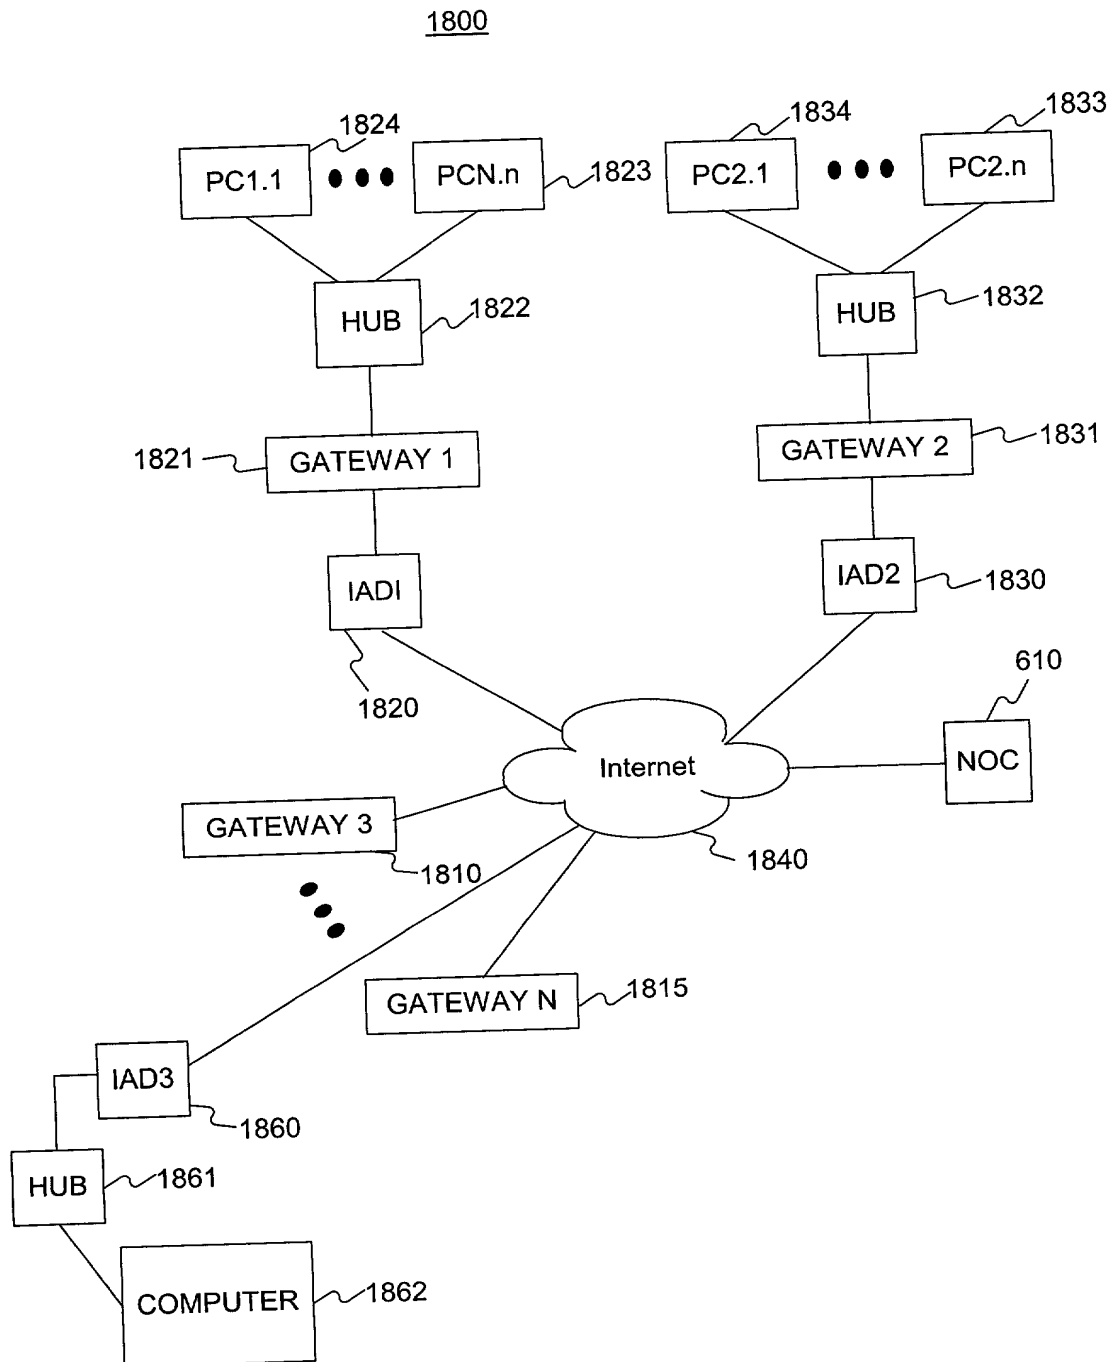 1800
1824
1834
1833
PC1.1
PCN.n
1823
PC2.1
PC2.n
HUB
1822
HUB
1832
1821
GATEWAY 1
GATEWAY 2
1831
IADI
IAD2
1830
1820
610
Internet
NOC
GATEWAY 3
1810
1840
GATEWAY N
1815
IAD3
1860
HUB
1861
COMPUTER
1862